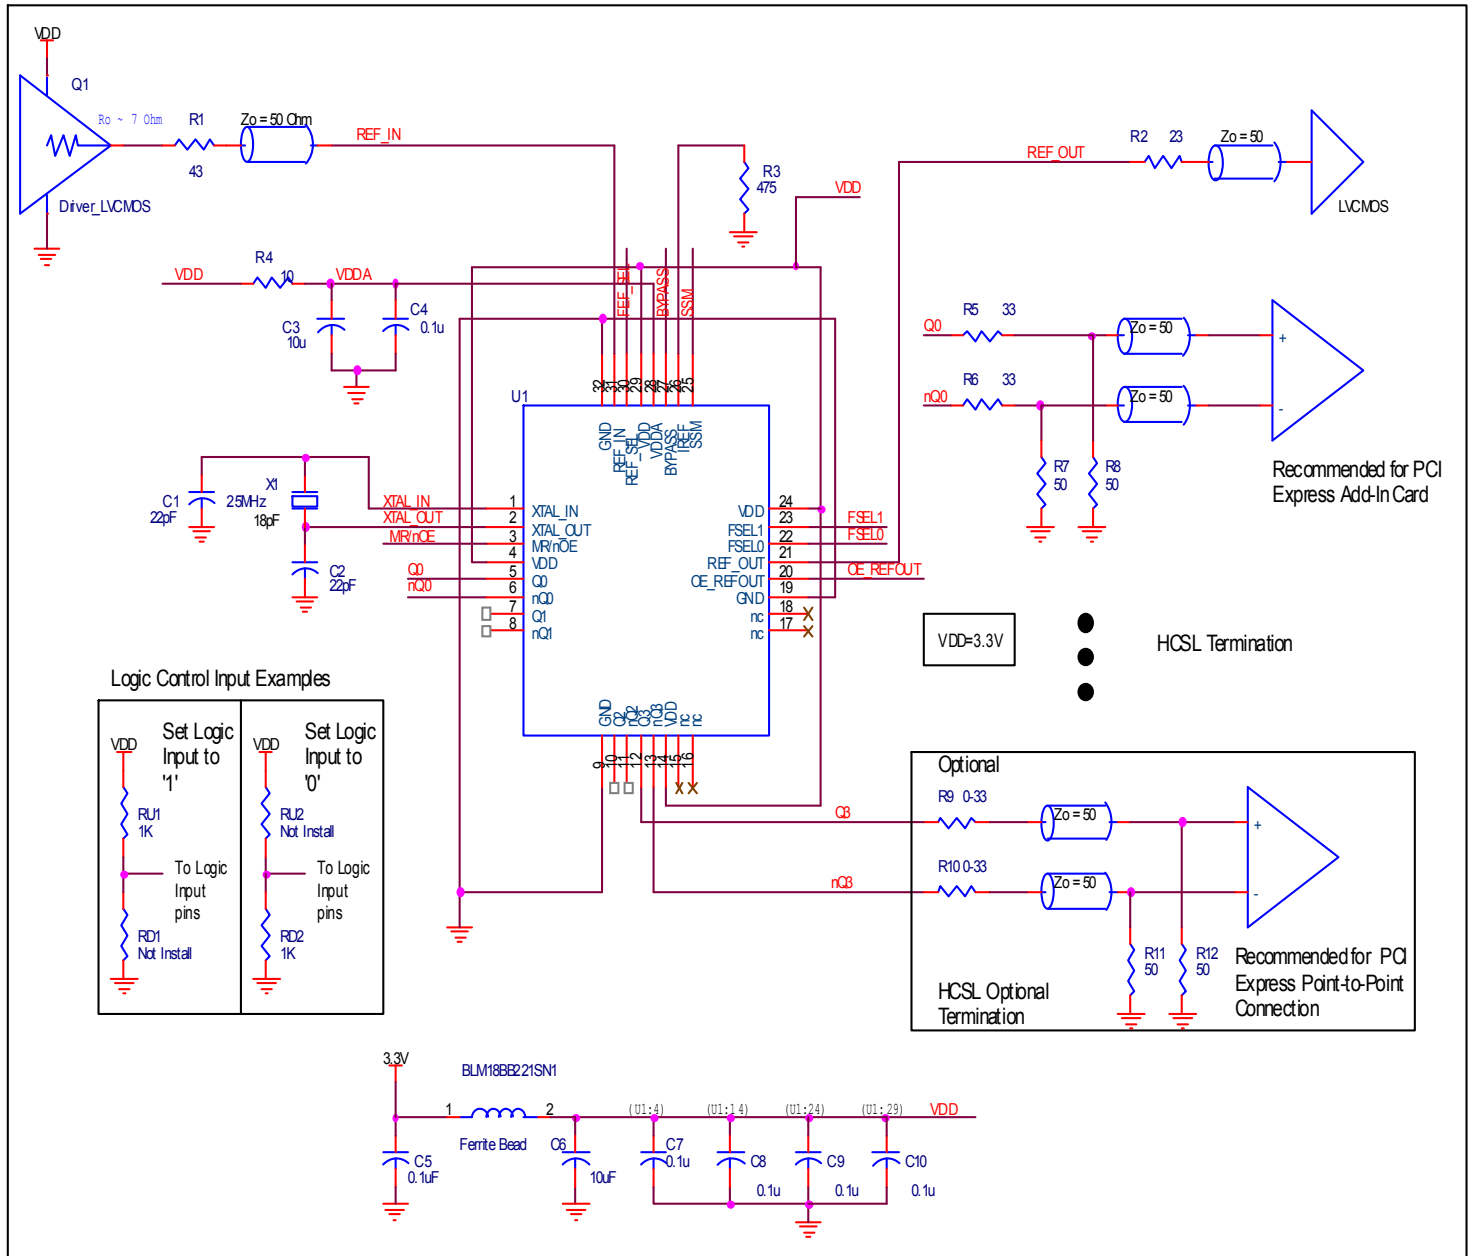 VDD
Q1
Ro ~ 7 Ohm
R1
43
Zo = 50 Ohm
REF_IN
Driver_LVCMOS
R3
475
VDD
REF_OUT
R2 23
Zo = 50
LVCMOS
VDD
R4
10
VDDA
C3
10u
C4
0.1u
REF_SEL
BYPASS
SSM
32
31
30
29
28
27
26
25
U1
GND
REF_IN
REF_SEL
VDD
VDDA
BYPASS
IREF
SSM
Q0
R5 33
Zo = 50
+
nQ0
R6 33
Zo = 50
-
R7
50
R8
50
Recommended for PCI
Express Add-In Card
C1
22pF
25MHz
X1
18pF
C2
22pF
XTAL_IN
XTAL_OUT
MR/nOE
Q0
nQ0
1
2
3
4
5
6
7
8
XTAL_IN
XTAL_OUT
MR/nOE
VDD
Q0
nQ0
Q1
nQ1
VDD
FSEL1
FSEL0
REF_OUT
OE_REFOUT
GND
nc
nc
24
23
22
21
20
19
18
17
FSEL1
FSEL0
OE_REFOUT
GND
Q2
nQ2
Q3
nQ3
VDD
nc
nc
9
10
11
12
13
14
15
16
VDD=3.3V
HCSL Termination
Logic Control Input Examples
Set Logic
Input to
'1'
VDD
RU1
1K
To Logic
Input
pins
RD1
Not Install
Set Logic
Input to
'0'
VDD
RU2
Not Install
To Logic
Input
pins
RD2
1K
Q3
nQ3
Optional
R9 0-33
Zo = 50
+
R10 0-33
Zo = 50
-
R11
50
R12
50
HCSL Optional
Termination
Recommended for PCI
Express Point-to-Point
Connection
3.3V
BLM18BB221SN1
1
2
Ferrite Bead
C5
0.1uF
C6
10uF
(U1:4)
(U1:14)
(U1:24)
(U1:29)
VDD
C7
0.1u
C8
0.1u
C9
0.1u
C10
0.1u